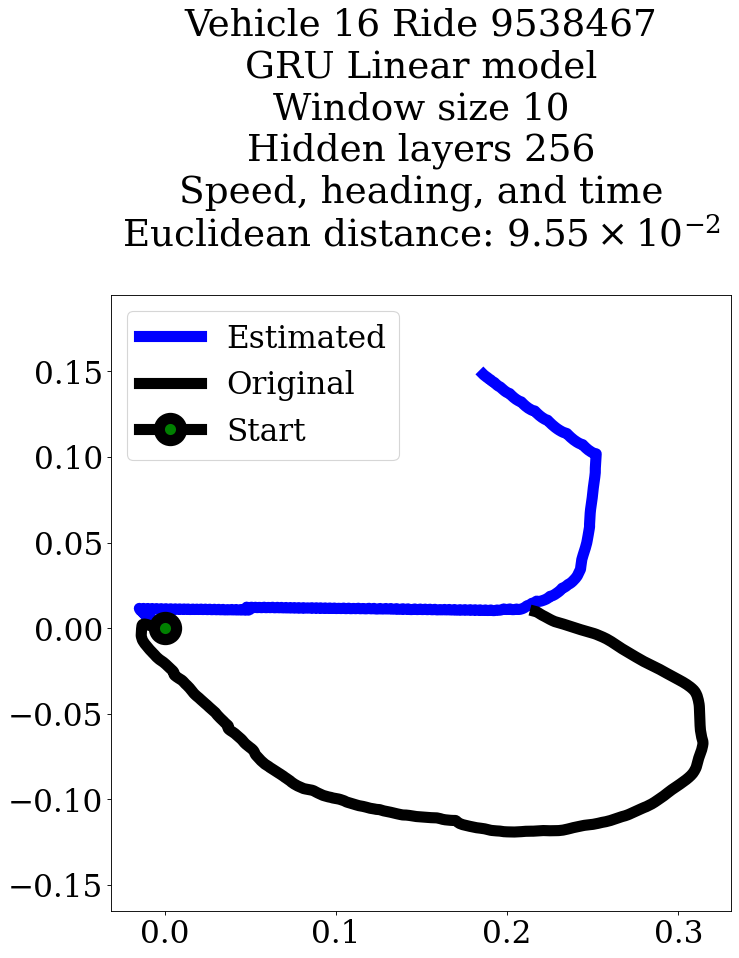 Vehicle 16 Ride 9538467
GRU Linear model
Window size 10
Hidden layers 256
Speed, heading, and time
Euclidean distance: 9.55 × 10⁻²
Estimated
Original
Start
0.15
0.10
0.05
0.00
−0.05
−0.10
−0.15
0.0 0.1 0.2 0.3